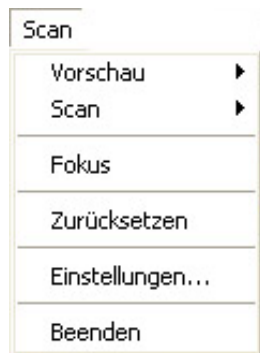 Scan
Vorschau
Scan
Fokus
Zurücksetzen
Einstellungen...
Beenden